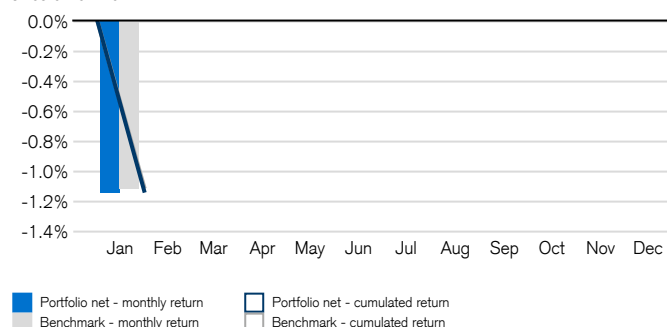 0.0%
-0.2%
-0.4%
-0.6%
-0.8%
-1.0%
-1.2%
-1.4%
Jan Feb Mar Apr May Jun Jul Aug Sep Oct Nov Dec
Portfolio net - monthly return Portfolio net - cumulated return
Benchmark - monthly return Benchmark - cumulated return